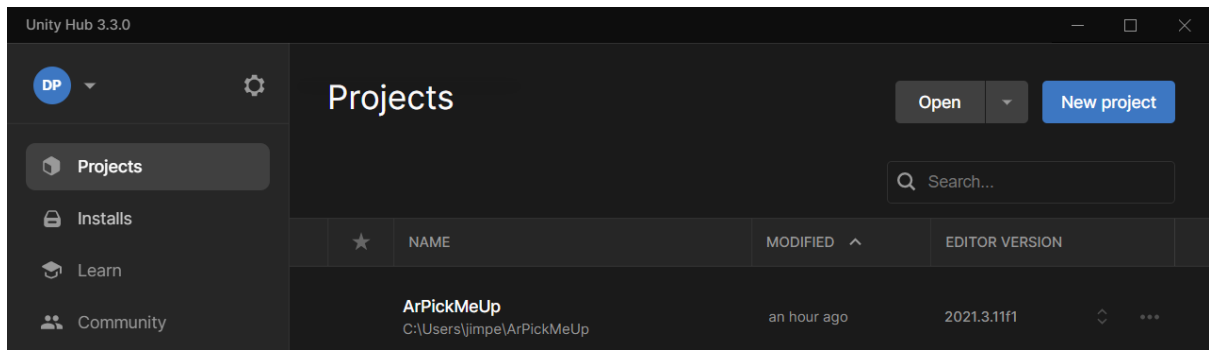 Unity Hub 3.3.0
DP
Projects
Open
New project
Projects
Search...
Installs
NAME
MODIFIED
EDITOR VERSION
Learn
ArPickMeUp
C:\Users\jimpe\ArPickMeUp
an hour ago
2021.3.11f1
Community